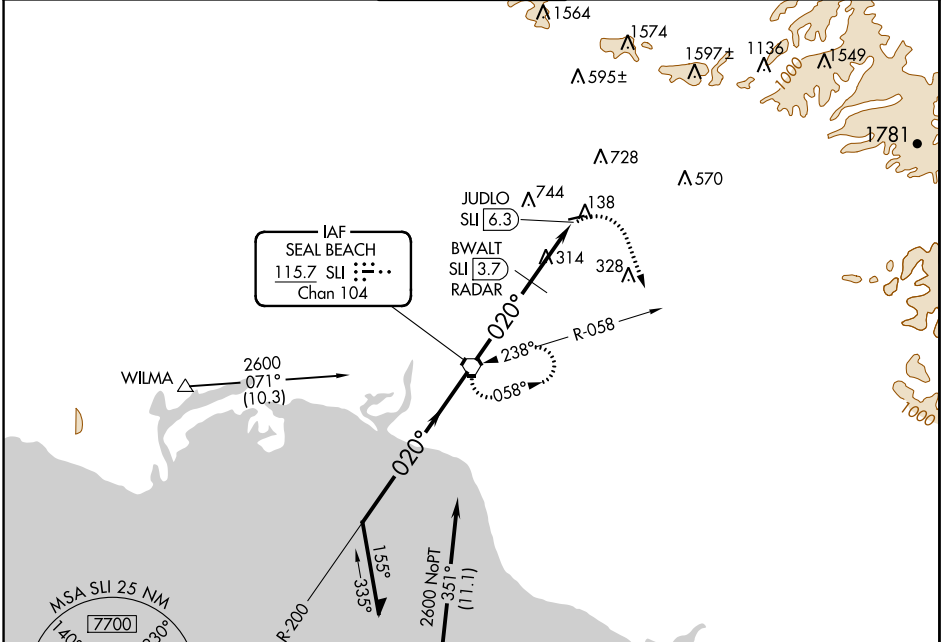 1564
1574
1597±
1136
1549
595±
1000
1781
728
570
744
138
JUDLO
SLI 6.3
BWALT
SLI 3.7
RADAR
314
328
IAF
SEAL BEACH
115.7 SLI
Chan 104
020°
R-058
238°
058°
WILMA
2600
071°
(10.3)
1000
020°
155°
335°
2600 NoPT
351°
(11.1)
R-200
MSA SLI 25 NM
7700
140°
230°